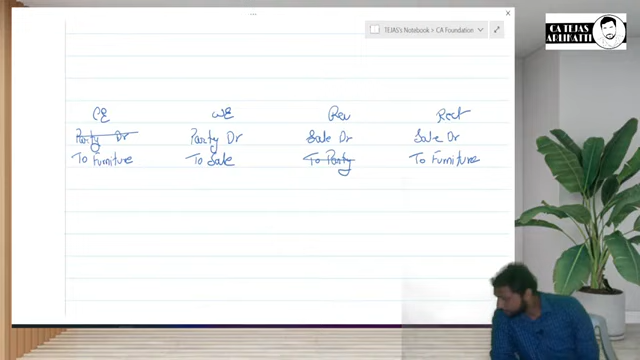 TEJAS's Notebook > CA Foundation
CA TEJAS
ARLIKATTI
CE WE Rev Rect
Party Dr Party Dr Sale Dr Sale Dr
To Furniture To Sale To Party To Furniture